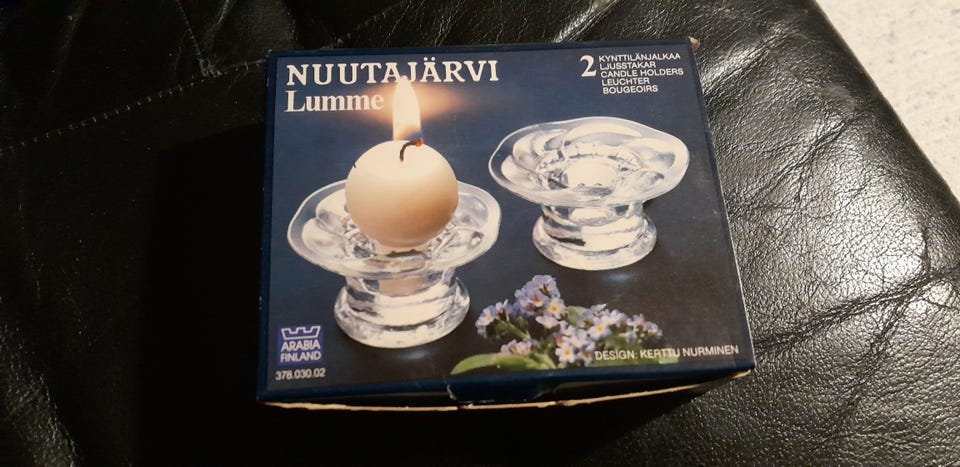 NUUTAJÄRVI
Lumme
2 KYNTTILÄNJALKAA
LJUSSTAKAR
CANDLE HOLDERS
LEUCHTER
BOUGEOIRS
ARABIA
FINLAND
378.030.02
DESIGN: KERTTU NURMINEN